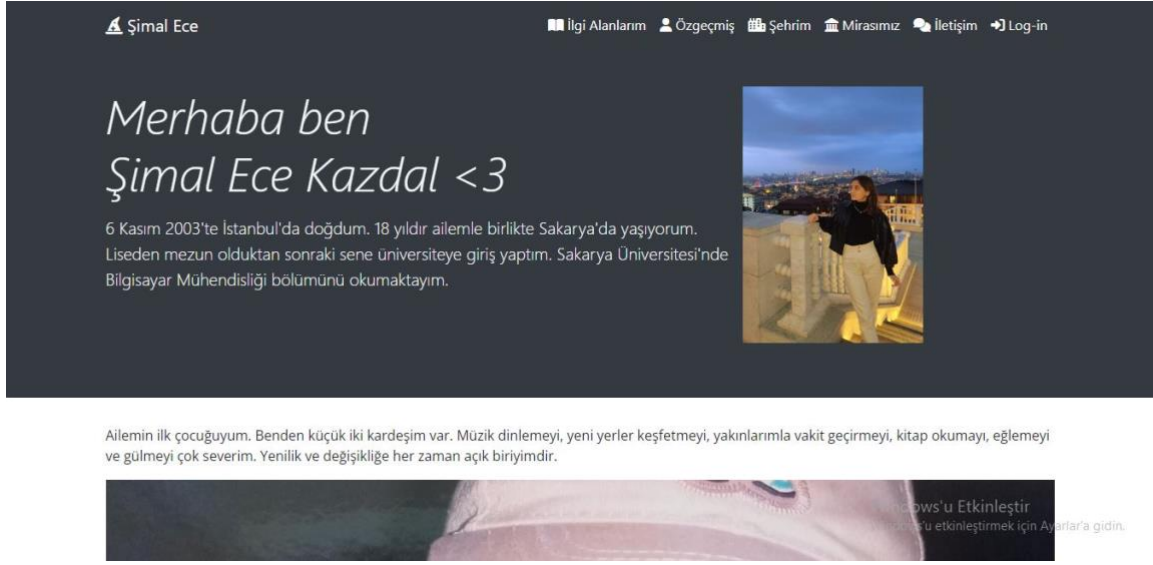 Şimal Ece
İlgi Alanlarım Özgeçmiş Şehrim Mirasımız İletişim Log-in
Merhaba ben
Şimal Ece Kazdal <3
6 Kasım 2003'te İstanbul'da doğdum. 18 yıldır ailemle birlikte Sakarya'da yaşıyorum.
Liseden mezun olduktan sonraki sene üniversiteye giriş yaptım. Sakarya Üniversitesi'nde
Bilgisayar Mühendisliği bölümünü okumaktayım.
Ailemin ilk çocuğuyum. Benden küçük iki kardeşim var. Müzik dinlemeyi, yeni yerler keşfetmeyi, yakınlarımla vakit geçirmeyi, kitap okumayı, eğlemeyi
ve gülmeyi çok severim. Yenilik ve değişikliğe her zaman açık biriyimdir.
Windows'u Etkinleştir
Windows'u etkinleştirmek için Ayarlar'a gidin.